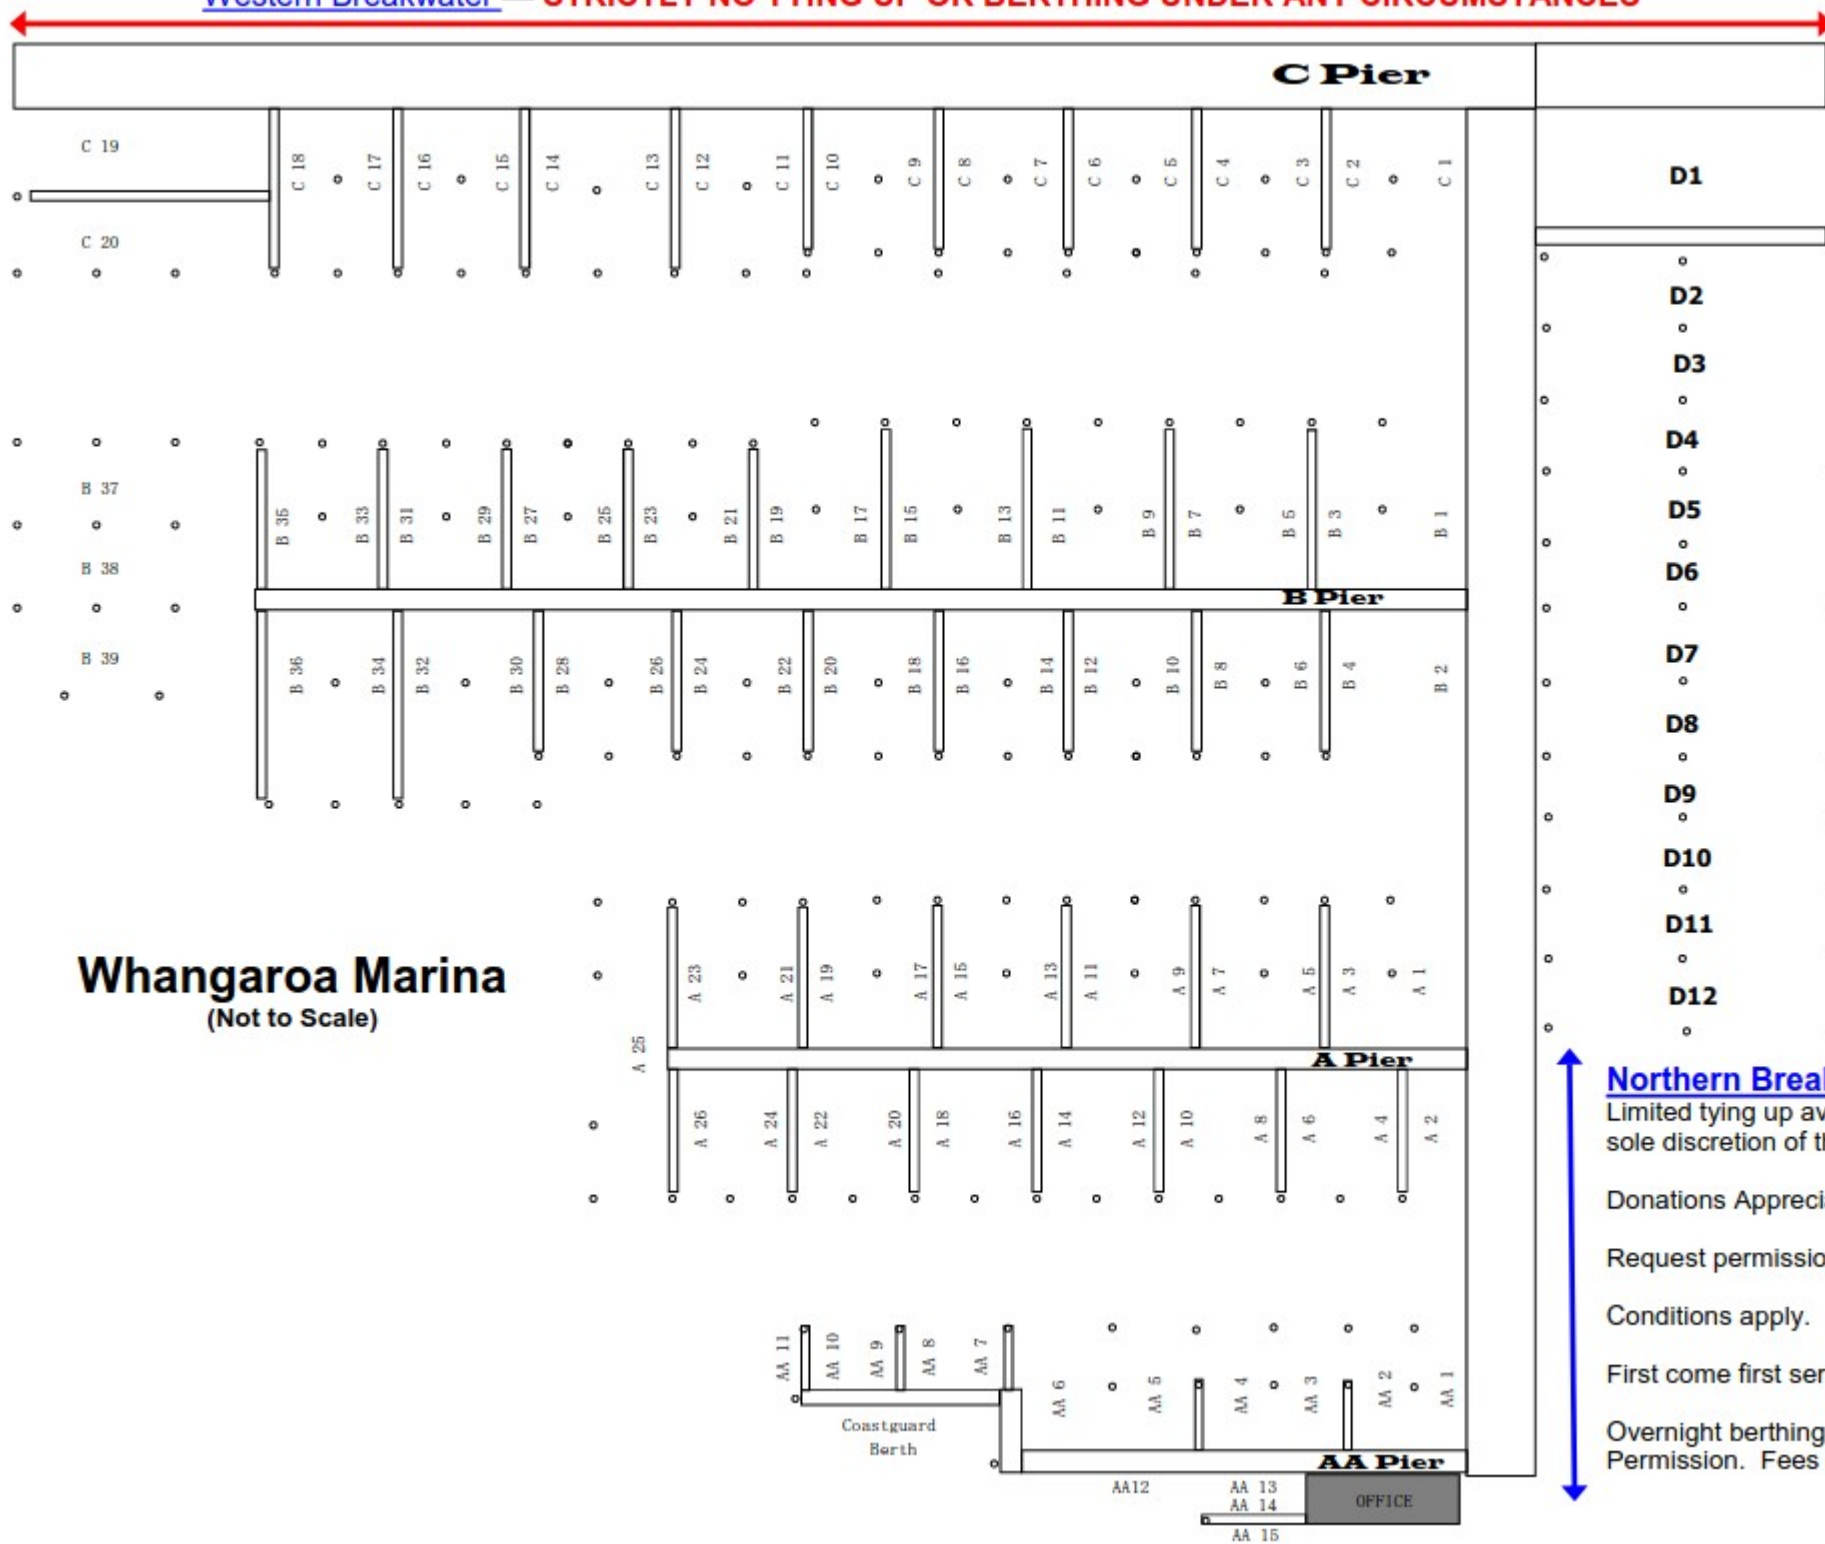 Western Breakwater — STRICTLY NO TYING UP OR BERTHING UNDER ANY CIRCUMSTANCES
C Pier
C 19
C 18
C 17
C 16
C 15
C 14
C 13
C 12
C 11
C 10
C 9
C 8
C 7
C 6
C 5
C 4
C 3
C 2
C 1
C 20
D1
D2
D3
D4
D5
D6
D7
D8
D9
D10
D11
D12
B 37
B 38
B 39
B 35
B 33
B 31
B 29
B 27
B 25
B 23
B 21
B 19
B 17
B 15
B 13
B 11
B 9
B 7
B 5
B 3
B 1
B Pier
B 36
B 34
B 32
B 30
B 28
B 26
B 24
B 22
B 20
B 18
B 16
B 14
B 12
B 10
B 8
B 6
B 4
B 2
Whangaroa Marina
(Not to Scale)
A 23
A 21
A 19
A 17
A 15
A 13
A 11
A 9
A 7
A 5
A 3
A 1
A 25
A Pier
A 26
A 24
A 22
A 20
A 18
A 16
A 14
A 12
A 10
A 8
A 6
A 4
A 2
Northern Brea
Limited tying up av
sole discretion of t
Donations Appreci
Request permissio
Conditions apply.
First come first ser
Overnight berthing
Permission. Fees
AA 11
AA 10
AA 9
AA 8
AA 7
AA 6
AA 5
AA 4
AA 3
AA 2
AA 1
Coastguard
Berth
AA Pier
AA12
AA 13
AA 14
AA 15
OFFICE